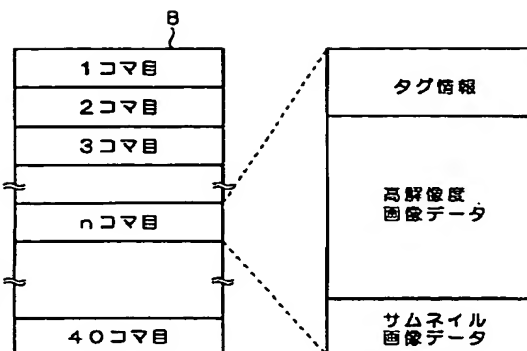 B
1コマ目
2コマ目
3コマ目
nコマ目
40コマ目
タグ情報
高解像度
画像データ
サムネイル
画像データ